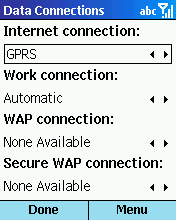 Data Connections abc
Internet connection:
GPRS
Work connection:
Automatic
WAP connection:
None Available
Secure WAP connection:
None Available
Done Menu